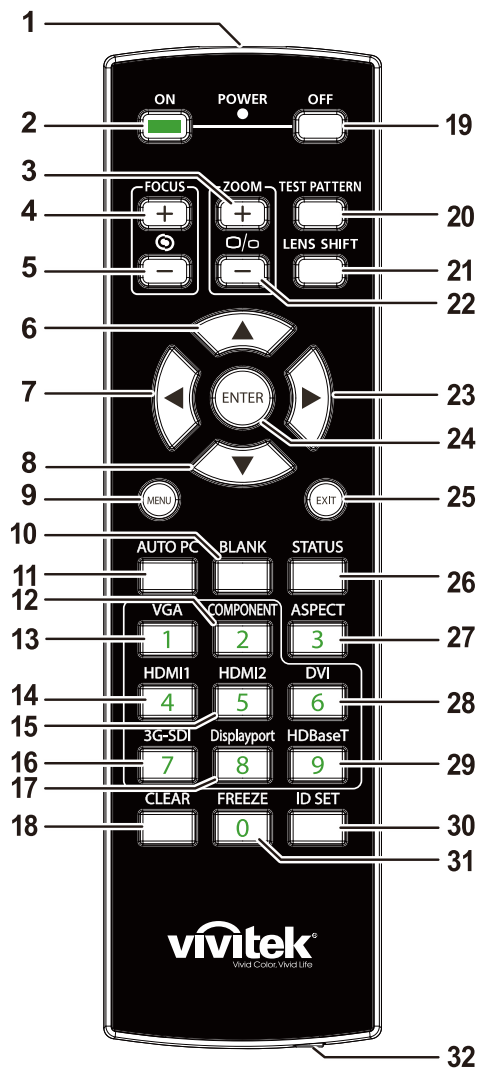 1
ON POWER OFF
2 19
3
FOCUS ZOOM TEST PATTERN
4 + + 20
LENS SHIFT
5 − − 21
22
6
7 ENTER 23
24
8
9 MENU EXIT 25
10
AUTO PC BLANK STATUS
11 26
12
VGA COMPONENT ASPECT
13 1 2 3 27
HDMI1 HDMI2 DVI
14 4 5 6 28
15
3G-SDI Displayport HDBaseT
16 7 8 9 29
17
CLEAR FREEZE ID SET
18 0 30
31
vivitek®
Vivid Color, Vivid Life
32